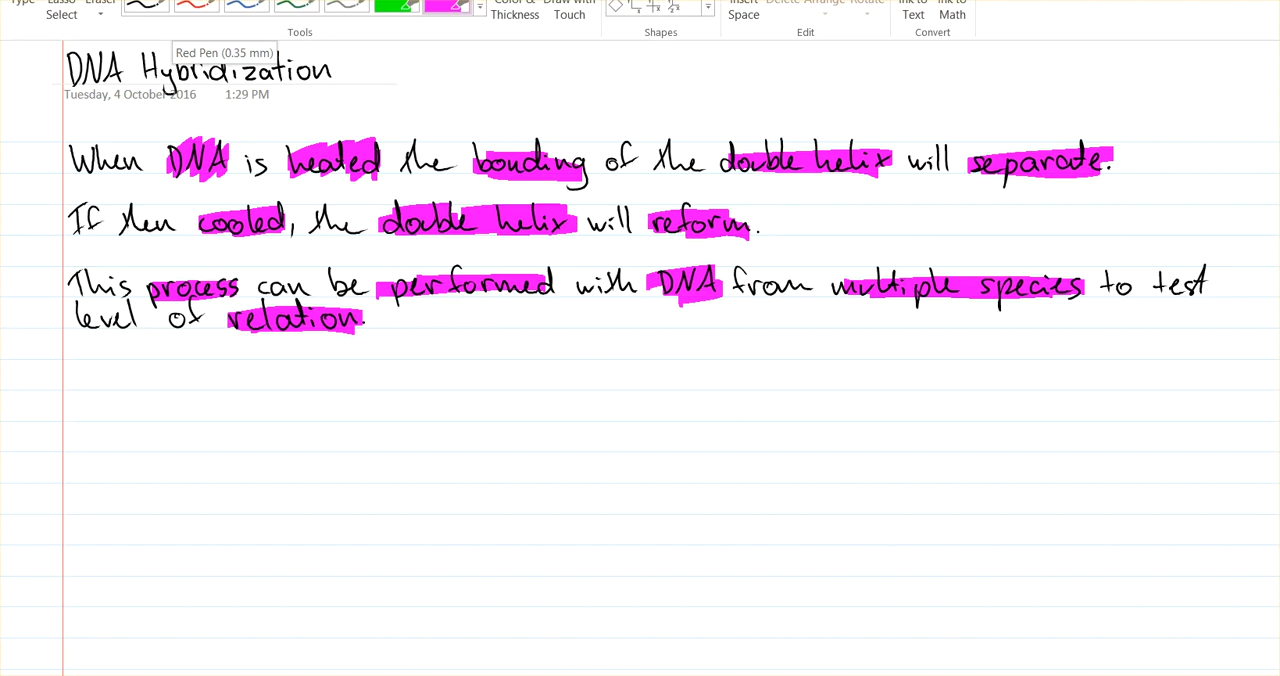 Type Lasso Eraser Color & Draw with Insert Delete Arrange Rotate Ink to Ink to
Select Thickness Touch Space Text Math
Tools Shapes Edit Convert
Red Pen (0.35 mm)
DNA Hybridization
Tuesday, 4 October 2016 1:29 PM
When DNA is heated the bonding of the double helix will separate.
If then cooled, the double helix will reform.
This process can be performed with DNA from multiple species to test
level of relation.